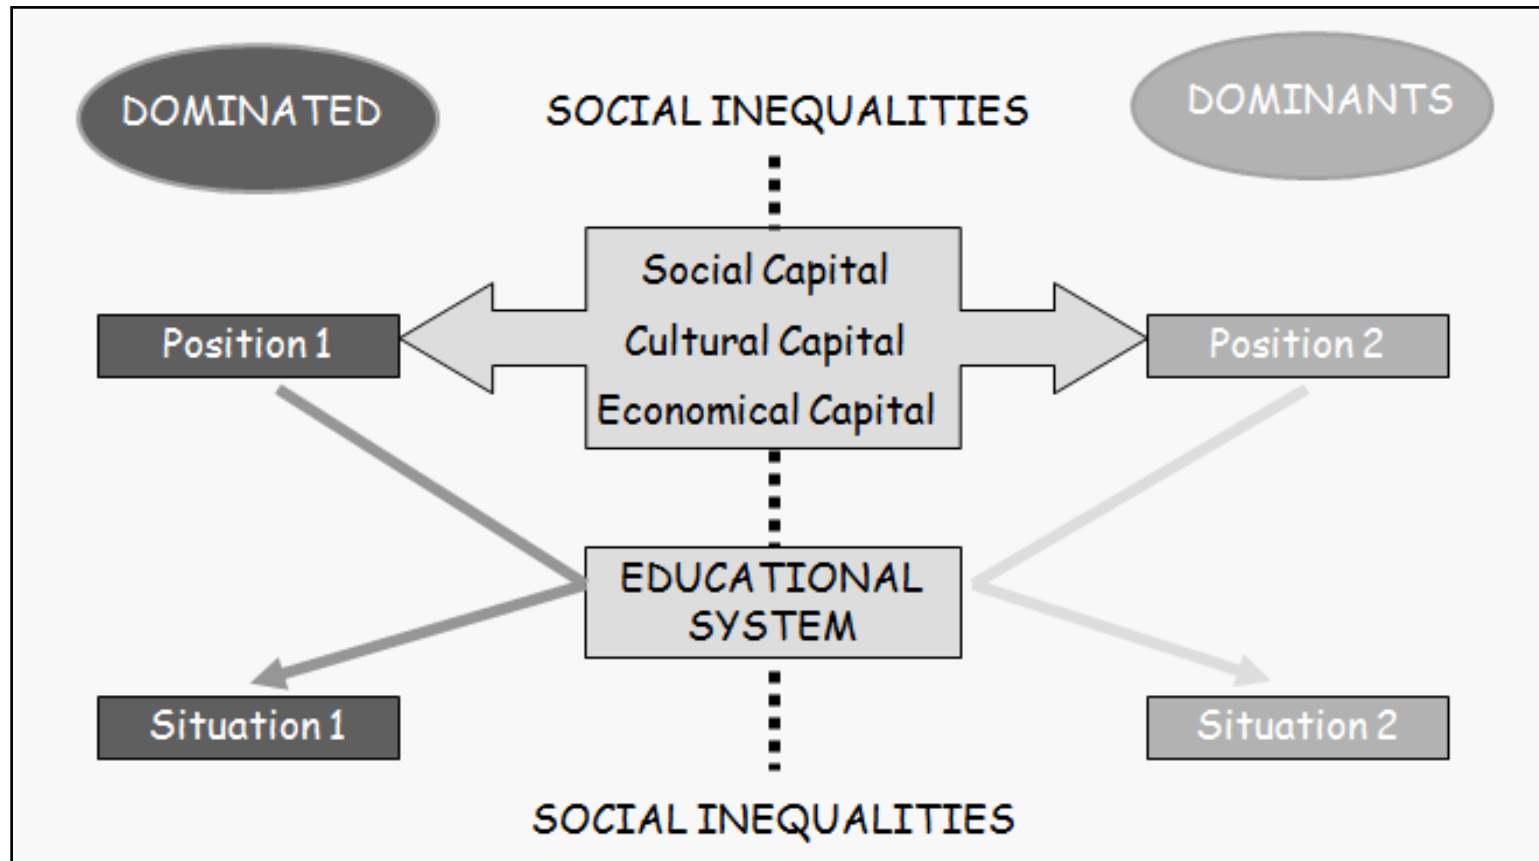 DOMINATED
SOCIAL INEQUALITIES
DOMINANTS
Social Capital
Position 1
Cultural Capital
Position 2
Economical Capital
EDUCATIONAL
SYSTEM
Situation 1
Situation 2
SOCIAL INEQUALITIES